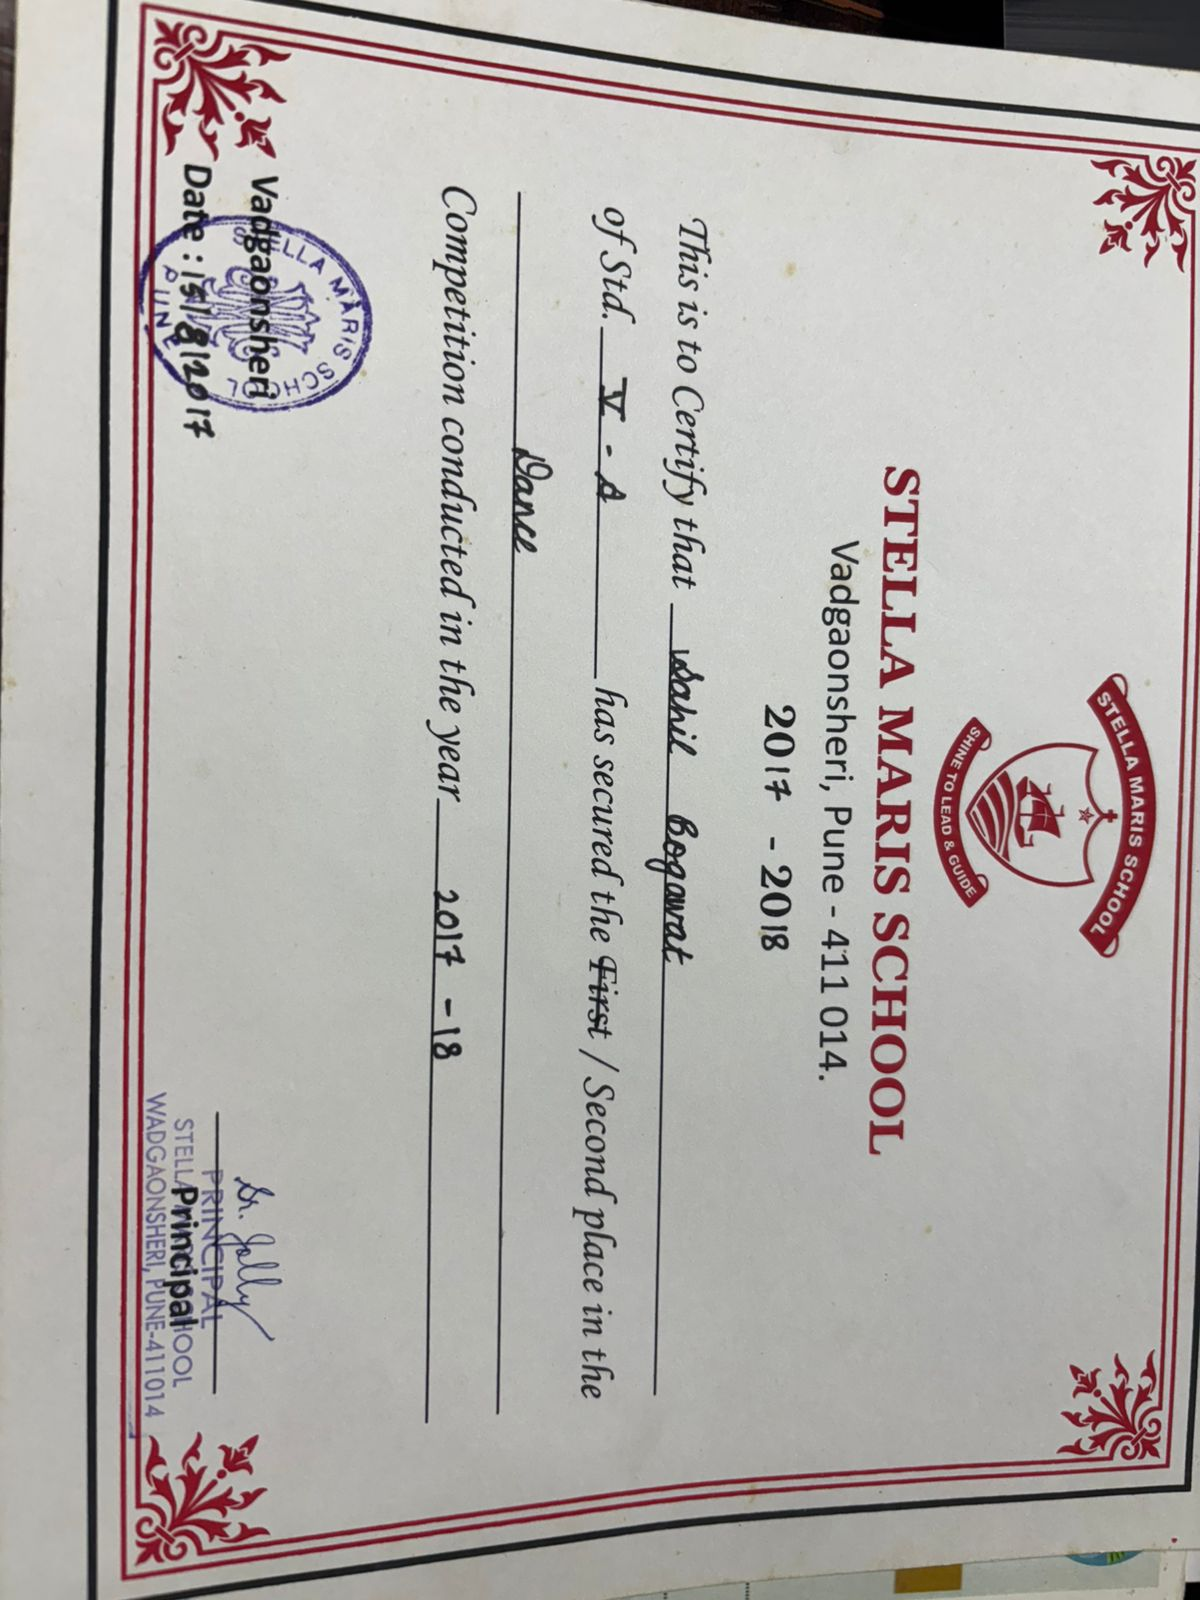 STELLA MARIS SCHOOL
SHINE TO LEAD & GUIDE
STELLA MARIS SCHOOL
Vadgaonsheri, Pune - 411 014.
2017 - 2018
This is to Certify that Sahil Bogawat
of Std. V - A has secured the First / Second place in the
Dance
Competition conducted in the year 2017 - 18
Vadgaonsheri
Date : 15/8/2017
STELLA MARIS SCHOOL
PUNE
Sr. Jolly
PRINCIPAL
Principal
STELLA MARIS SCHOOL
WADGAONSHERI, PUNE-411014